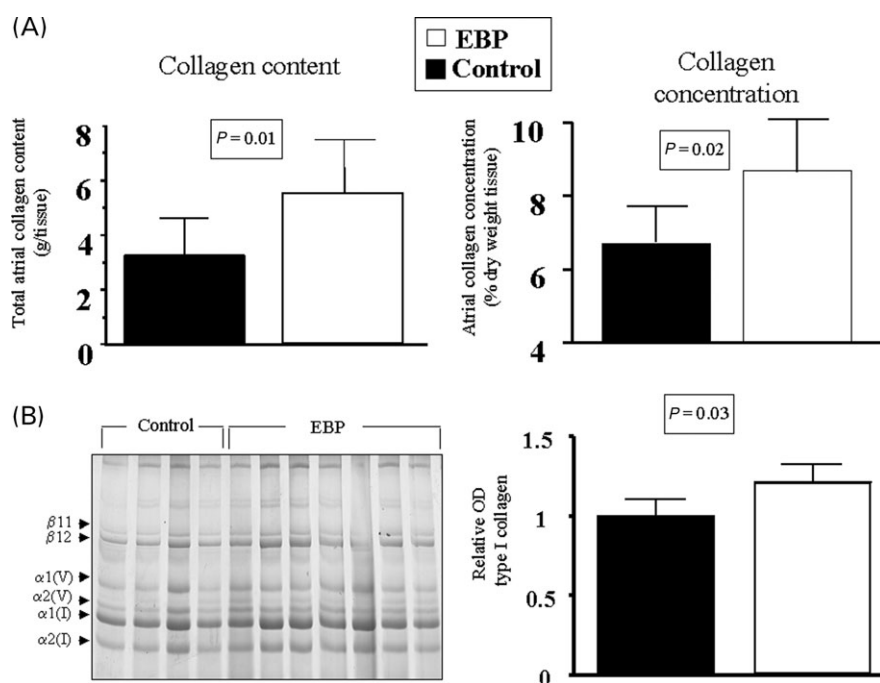 (A)
EBP
Control
Collagen content
P = 0.01
Total atrial collagen content
(g/tissue)
8
6
4
2
0
Collagen
concentration
P = 0.02
Atrial collagen concentration
(% dry weight tissue)
10
8
6
4
(B)
Control
EBP
β11
β12
α1(V)
α2(V)
α1(I)
α2(I)
P = 0.03
Relative OD
type I collagen
1.5
1
0.5
0